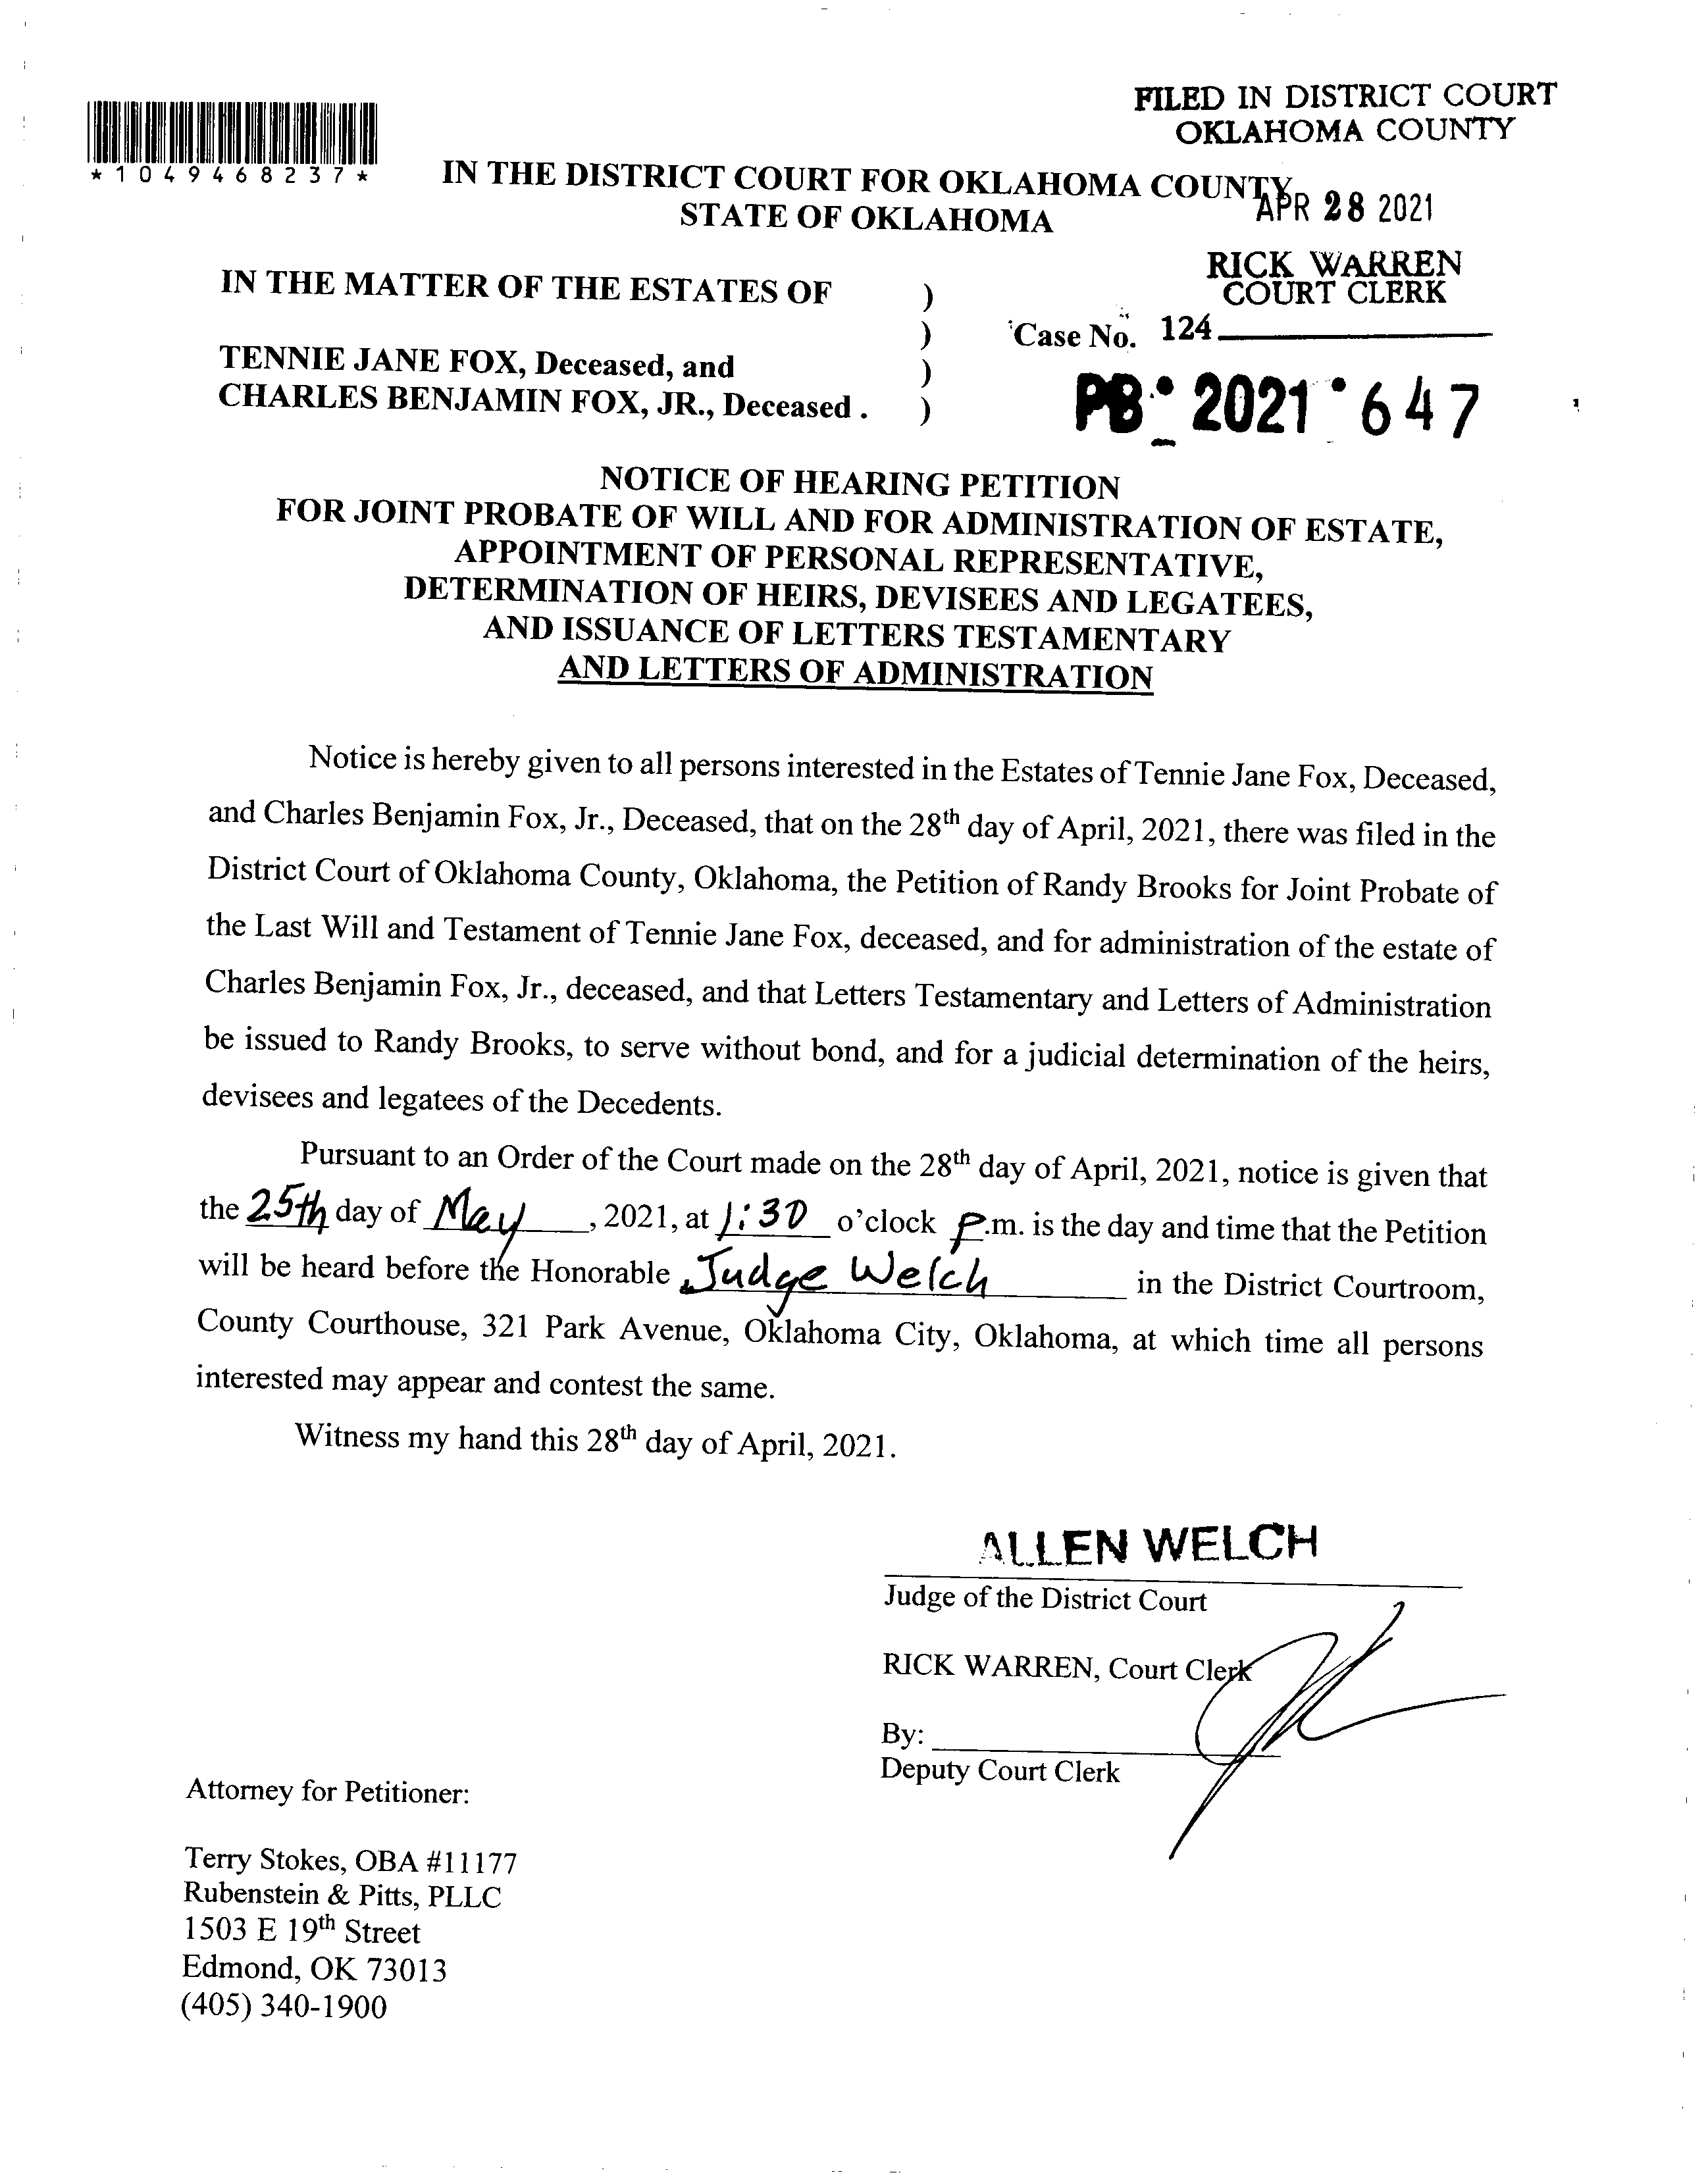 FILED IN DISTRICT COURT
OKLAHOMA COUNTY
*10494682​37*
IN THE DISTRICT COURT FOR OKLAHOMA COUNTY
STATE OF OKLAHOMA
APR 28 2021
RICK WARREN
COURT CLERK
IN THE MATTER OF THE ESTATES OF )
)
Case No. 124
TENNIE JANE FOX, Deceased, and )
CHARLES BENJAMIN FOX, JR., Deceased . )
PB - 2021 - 647
NOTICE OF HEARING PETITION
FOR JOINT PROBATE OF WILL AND FOR ADMINISTRATION OF ESTATE,
APPOINTMENT OF PERSONAL REPRESENTATIVE,
DETERMINATION OF HEIRS, DEVISEES AND LEGATEES,
AND ISSUANCE OF LETTERS TESTAMENTARY
AND LETTERS OF ADMINISTRATION
Notice is hereby given to all persons interested in the Estates of Tennie Jane Fox, Deceased,
and Charles Benjamin Fox, Jr., Deceased, that on the 28th day of April, 2021, there was filed in the
District Court of Oklahoma County, Oklahoma, the Petition of Randy Brooks for Joint Probate of
the Last Will and Testament of Tennie Jane Fox, deceased, and for administration of the estate of
Charles Benjamin Fox, Jr., deceased, and that Letters Testamentary and Letters of Administration
be issued to Randy Brooks, to serve without bond, and for a judicial determination of the heirs,
devisees and legatees of the Decedents.
Pursuant to an Order of the Court made on the 28th day of April, 2021, notice is given that
the 25th day of May, 2021, at 1:30 o'clock P.m. is the day and time that the Petition
will be heard before the Honorable Judge Welch in the District Courtroom,
County Courthouse, 321 Park Avenue, Oklahoma City, Oklahoma, at which time all persons
interested may appear and contest the same.
Witness my hand this 28th day of April, 2021.
ALLEN WELCH
Judge of the District Court
RICK WARREN, Court Clerk
By:
Deputy Court Clerk
Attorney for Petitioner:
Terry Stokes, OBA #11177
Rubenstein & Pitts, PLLC
1503 E 19th Street
Edmond, OK 73013
(405) 340-1900